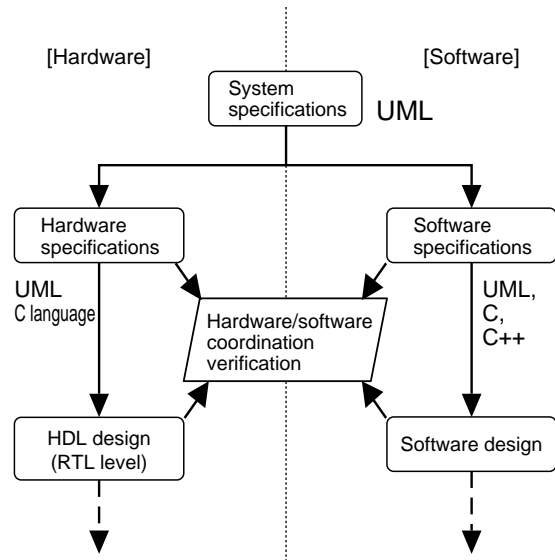 [Hardware]
[Software]
System
specifications
UML
Hardware
specifications
Software
specifications
UML
C language
UML,
C,
C++
Hardware/software
coordination
verification
HDL design
(RTL level)
Software design